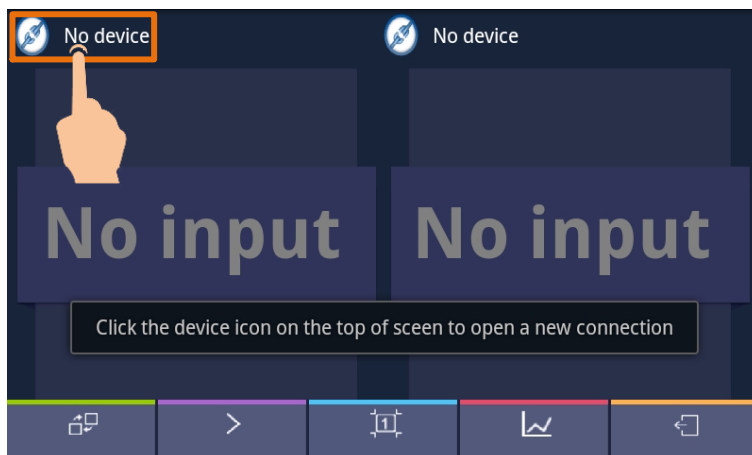 No device
No device
No input
No input
Click the device icon on the top of sceen to open a new connection
1